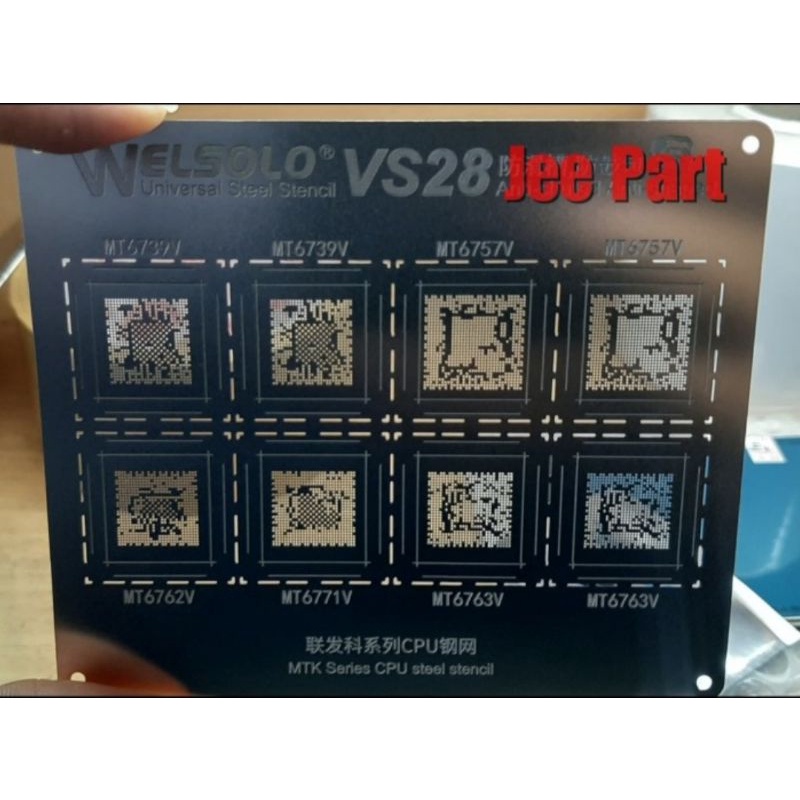 WELSOLO® VS28
Universal Steel Stencil
Jee Part
MT6739V MT6739V MT6757V MT6757V
MT6762V MT6771V MT6763V MT6763V
联发科系列CPU钢网
MTK Series CPU steel stencil